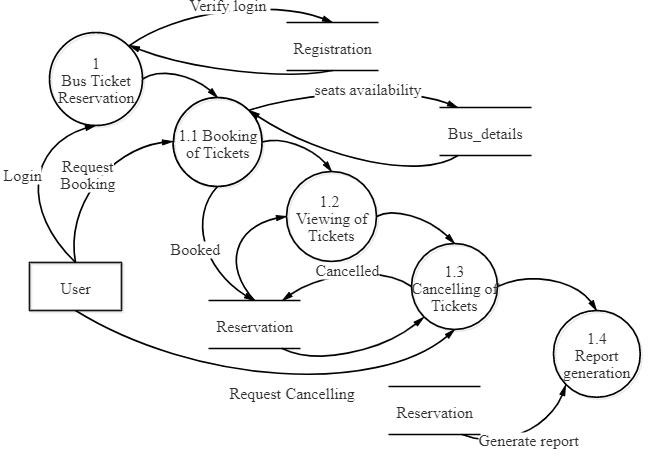 Verify login
Registration
1
Bus Ticket
Reservation
seats availability
Bus_details
1.1 Booking
of Tickets
Login
Request
Booking
1.2
Viewing of
Tickets
Booked
Cancelled
1.3
Cancelling of
Tickets
User
Reservation
1.4
Report
generation
Request Cancelling
Reservation
Generate report